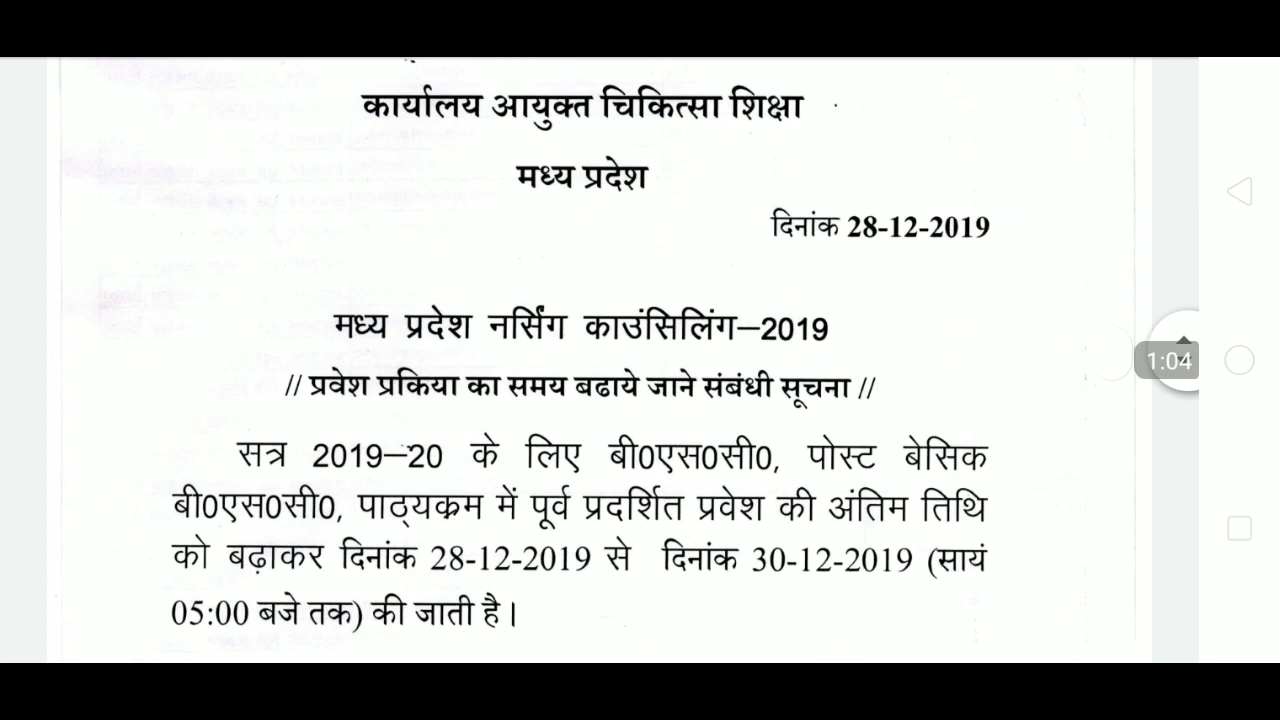 कार्यालय आयुक्त चिकित्सा शिक्षा
मध्य प्रदेश
दिनांक 28-12-2019
मध्य प्रदेश नर्सिंग काउंसिलिंग–2019
// प्रवेश प्रकिया का समय बढाये जाने संबंधी सूचना //
सत्र 2019–20 के लिए बी0एस0सी0, पोस्ट बेसिक
बी0एस0सी0, पाठ्यकम में पूर्व प्रदर्शित प्रवेश की अंतिम तिथि
को बढ़ाकर दिनांक 28-12-2019 से दिनांक 30-12-2019 (सायं
05:00 बजे तक) की जाती है।
1:04